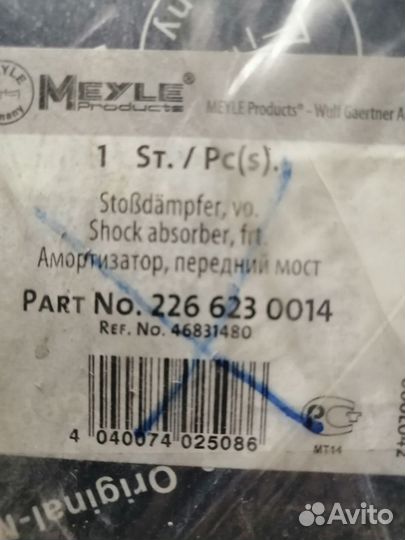 MEYLE®
Products
MEYLE Products® - Wulf Gaertner A
1 ST. / Pc(s).
Stoßdämpfer, vo.
Shock absorber, frt.
Амортизатор, передний мост
PART NO. 226 623 0014
REF. NO. 46831480
4 040074 025086
MT14
Original-
Avito